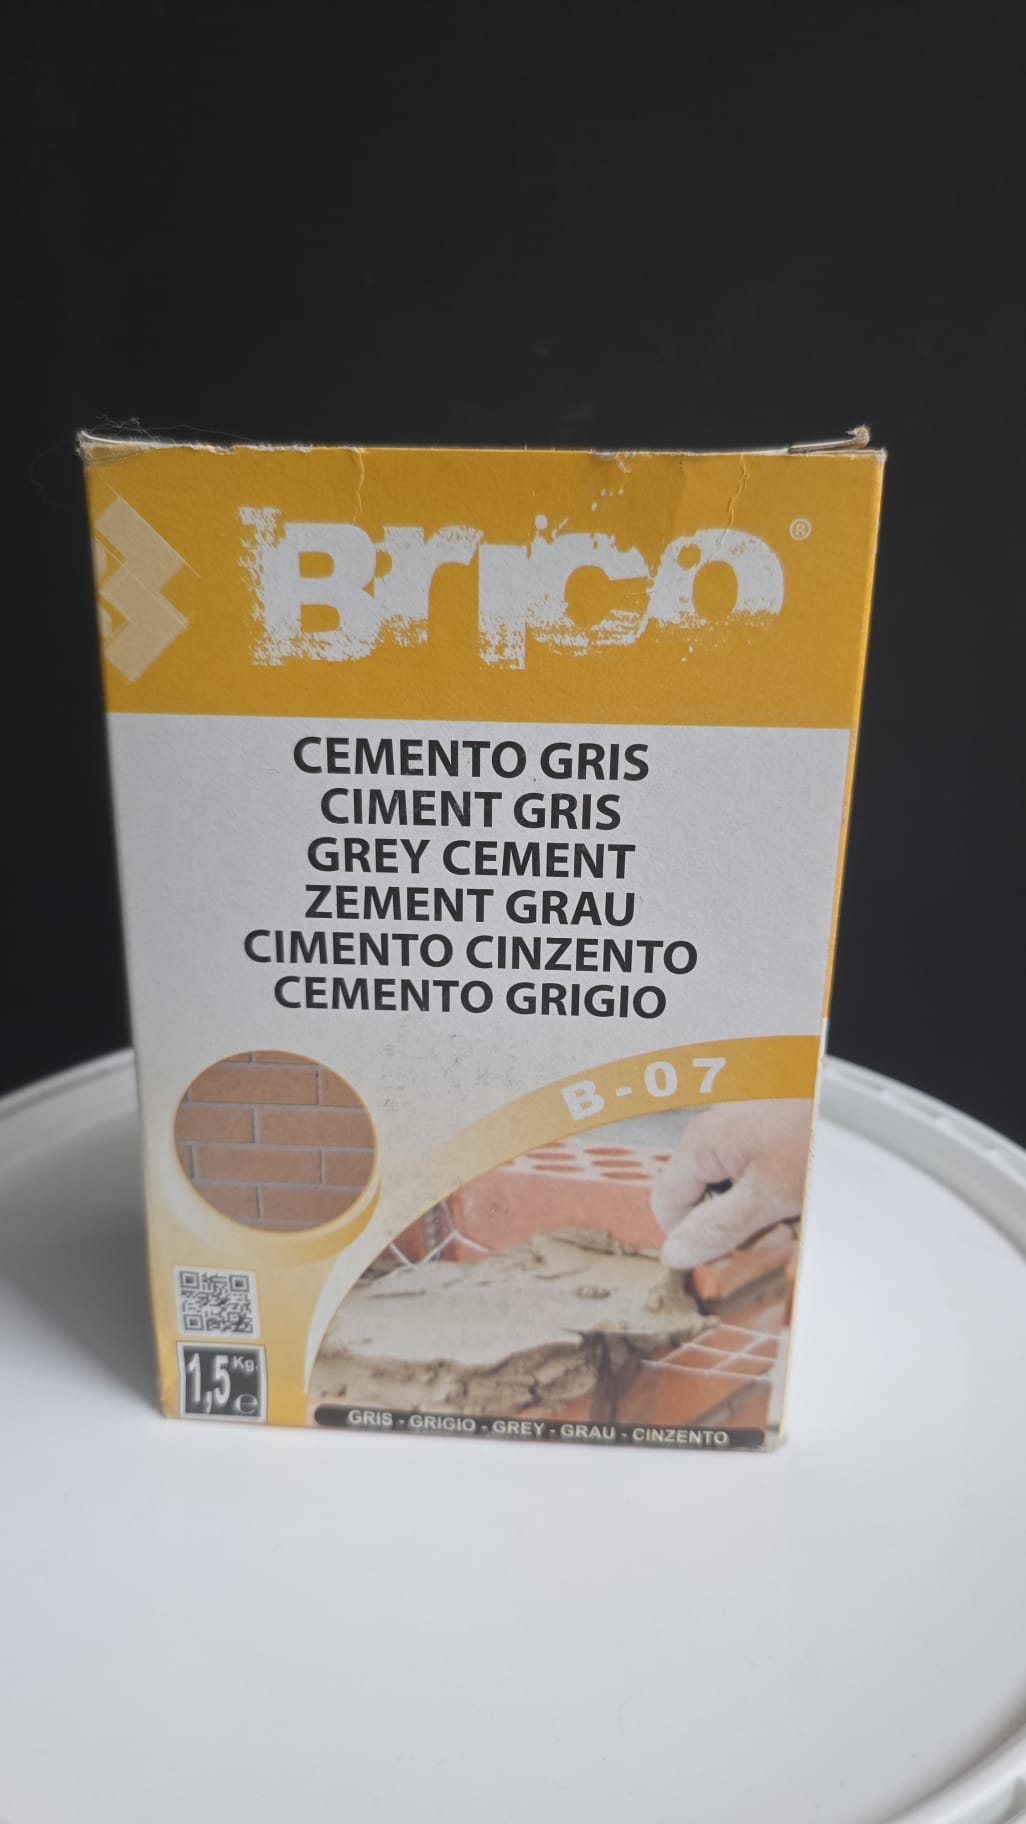 Brico®
CEMENTO GRIS
CIMENT GRIS
GREY CEMENT
ZEMENT GRAU
CIMENTO CINZENTO
CEMENTO GRIGIO
B-07
1,5 Kg. e
GRIS - GRIGIO - GREY - GRAU - CINZENTO